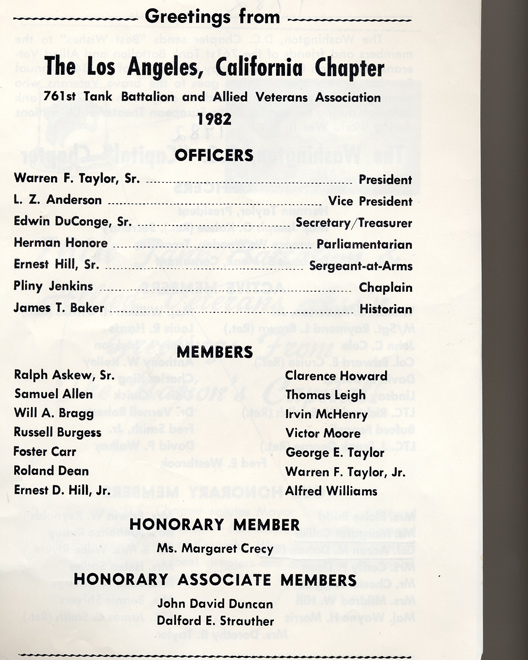 Greetings from
The Los Angeles, California Chapter
761st Tank Battalion and Allied Veterans Association
1982
OFFICERS
Warren F. Taylor, Sr. President
L. Z. Anderson Vice President
Edwin DuConge, Sr. Secretary/Treasurer
Herman Honore Parliamentarian
Ernest Hill, Sr. Sergeant-at-Arms
Pliny Jenkins Chaplain
James T. Baker Historian
MEMBERS
Ralph Askew, Sr. Clarence Howard
Samuel Allen Thomas Leigh
Will A. Bragg Irvin McHenry
Russell Burgess Victor Moore
Foster Carr George E. Taylor
Roland Dean Warren F. Taylor, Jr.
Ernest D. Hill, Jr. Alfred Williams
HONORARY MEMBER
Ms. Margaret Crecy
HONORARY ASSOCIATE MEMBERS
John David Duncan
Dalford E. Strauther